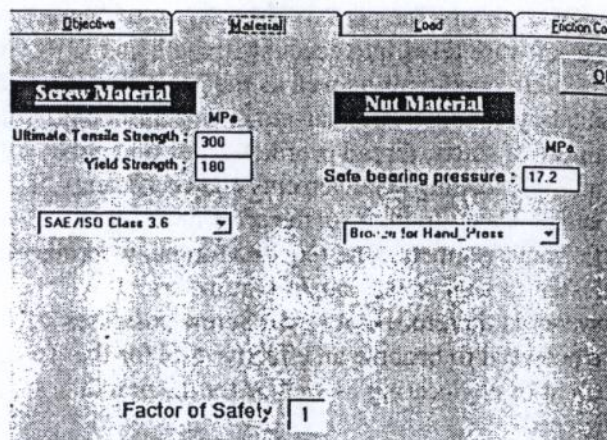 Objective Material Load Friction Co
Screw Material
MPa
Ultimate Tensile Strength : 300
Yield Strength : 180
SAE/ISO Class 3.6
Nut Material
MPa
Safe bearing pressure : 17.2
Bronze for Hand_Press
Factor of Safety 1